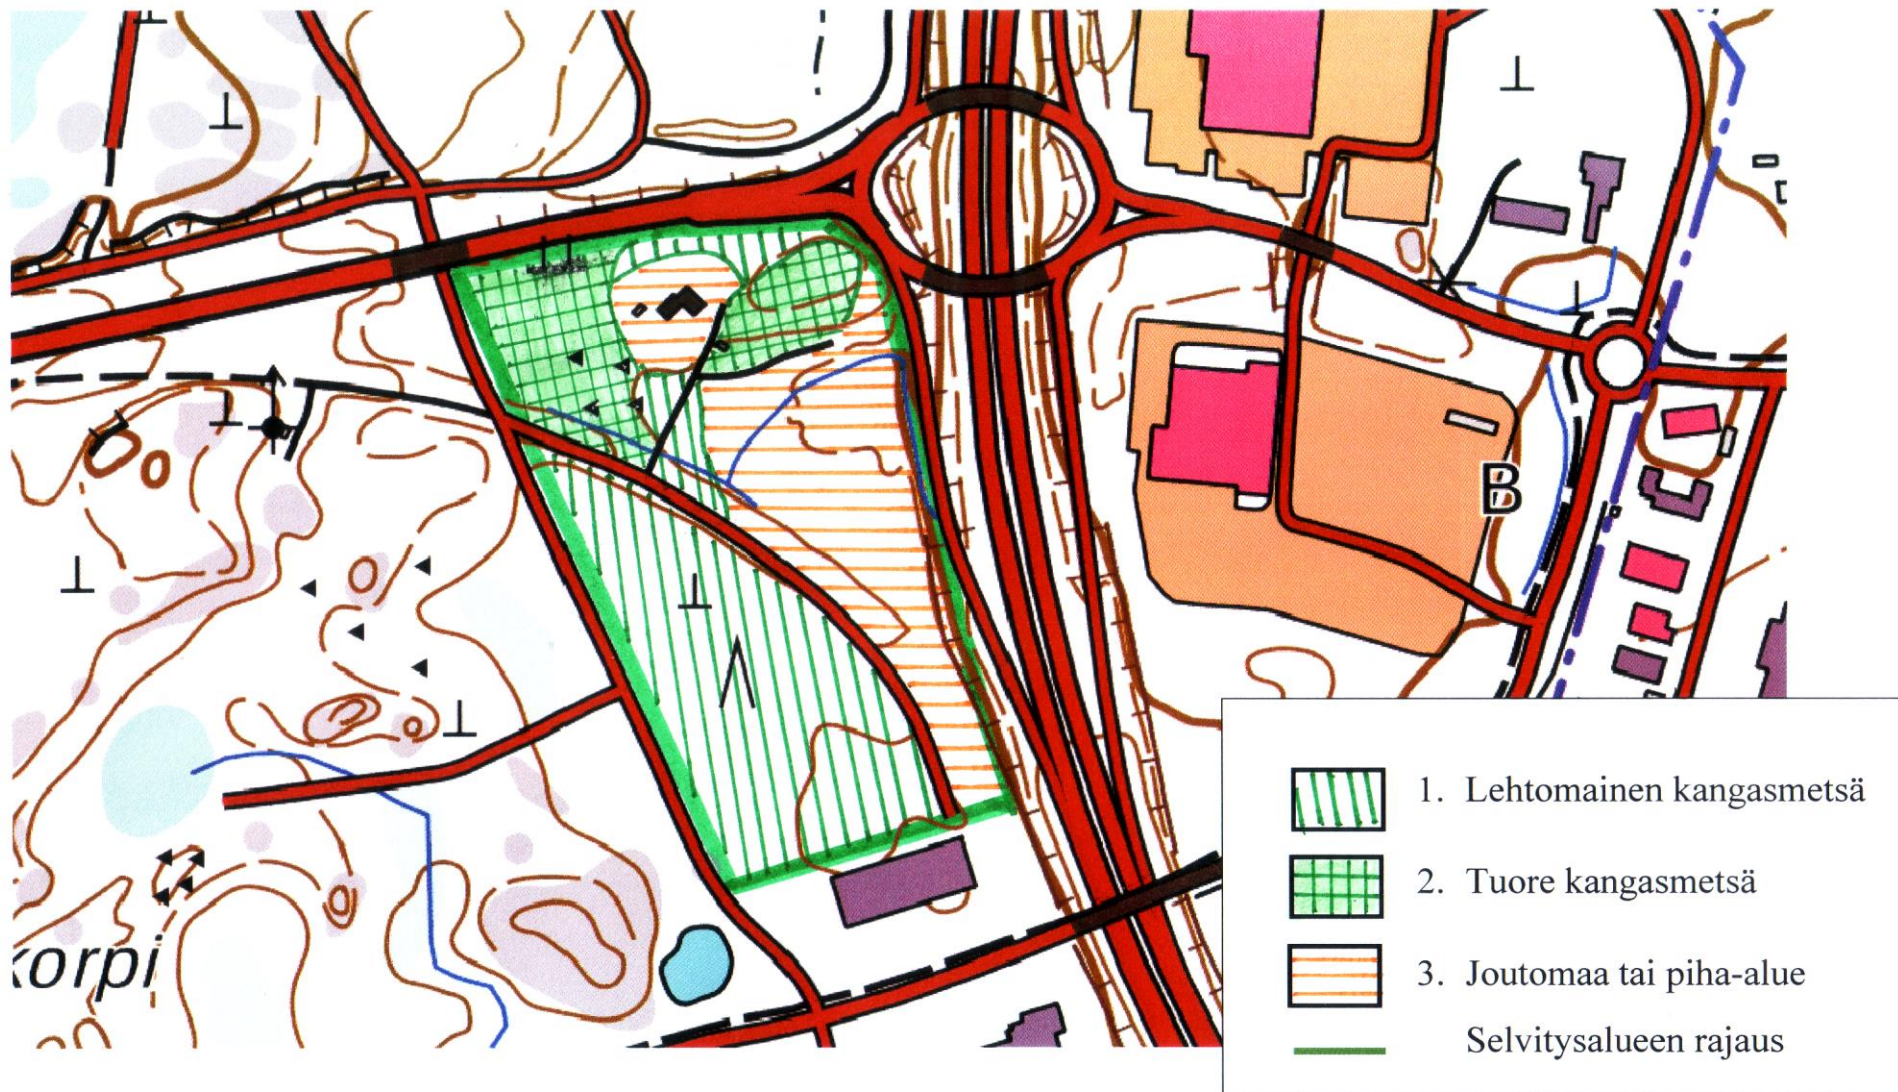 B
korpi
1. Lehtomainen kangasmetsä
2. Tuore kangasmetsä
3. Joutomaa tai piha-alue
Selvitysalueen rajaus